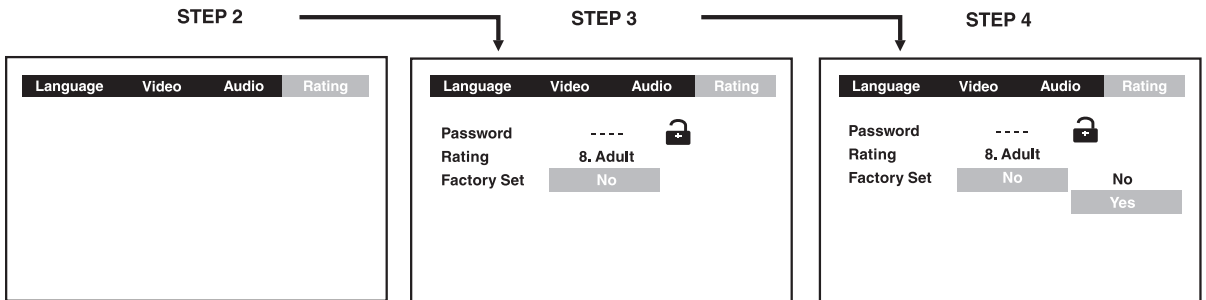 STEP 2 STEP 3 STEP 4
Language Video Audio Rating
Language Video Audio Rating
Password ----
Rating 8. Adult
Factory Set No
Language Video Audio Rating
Password ----
Rating 8. Adult
Factory Set No No
Yes